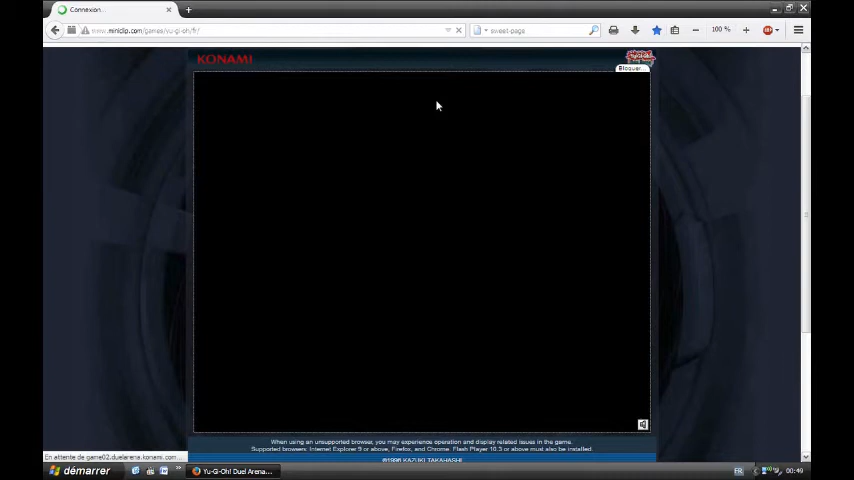 Connexion...
www.miniclip.com/games/yu-gi-oh/fr/
sweet-page
100 %
KONAMI
Bloquer...
When using an unsupported browser, you may experience operation and display related issues in the game.
Supported browsers: Internet Explorer 9 or above, Firefox, and Chrome. Flash Player 10.3 or above must also be installed.
©1996 KAZUKI TAKAHASHI
En attente de game02.duelarena.konami.com...
démarrer
Yu-Gi-Oh! Duel Arena...
FR
00:49